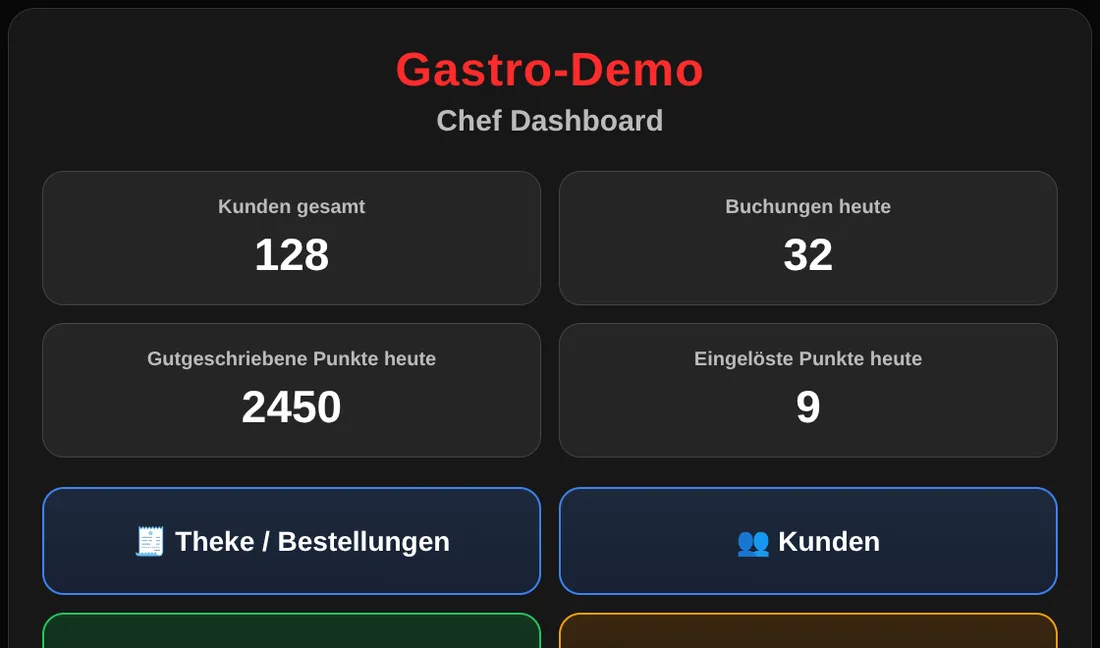 Gastro-Demo
Chef Dashboard
Kunden gesamt
128
Buchungen heute
32
Gutgeschriebene Punkte heute
2450
Eingelöste Punkte heute
9
Theke / Bestellungen
Kunden